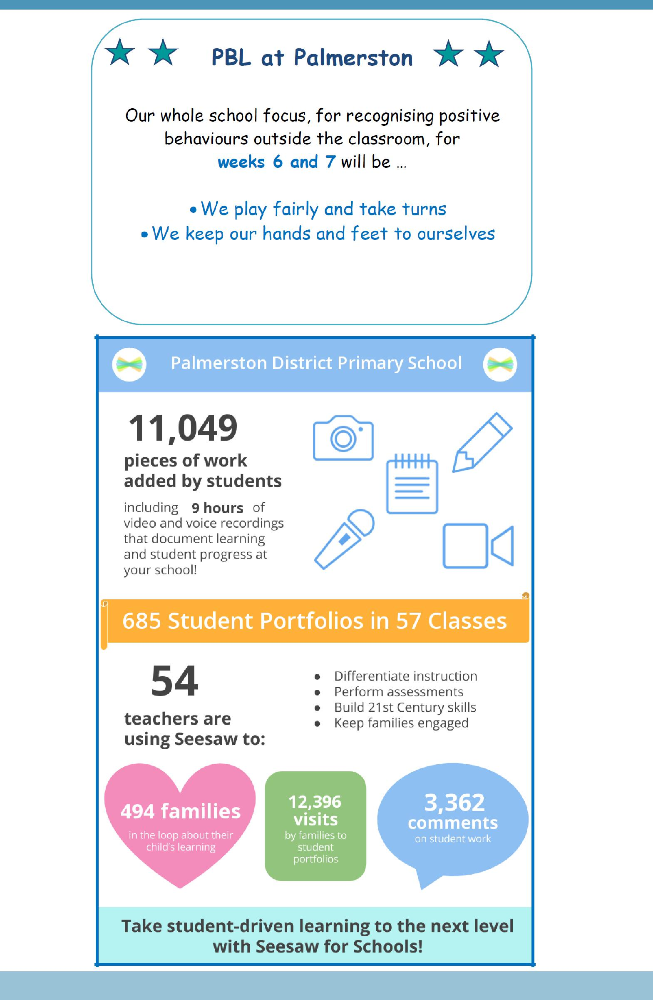 PBL at Palmerston
Our whole school focus, for recognising positive
behaviours outside the classroom, for
weeks 6 and 7 will be ...
• We play fairly and take turns
• We keep our hands and feet to ourselves
Palmerston District Primary School
11,049
pieces of work
added by students
including 9 hours of
video and voice recordings
that document learning
and student progress at
your school!
685 Student Portfolios in 57 Classes
54
teachers are
using Seesaw to:
• Differentiate instruction
• Perform assessments
• Build 21st Century skills
• Keep families engaged
494 families
in the loop about their
child's learning
12,396
visits
by families to
student
portfolios
3,362
comments
on student work
Take student-driven learning to the next level
with Seesaw for Schools!